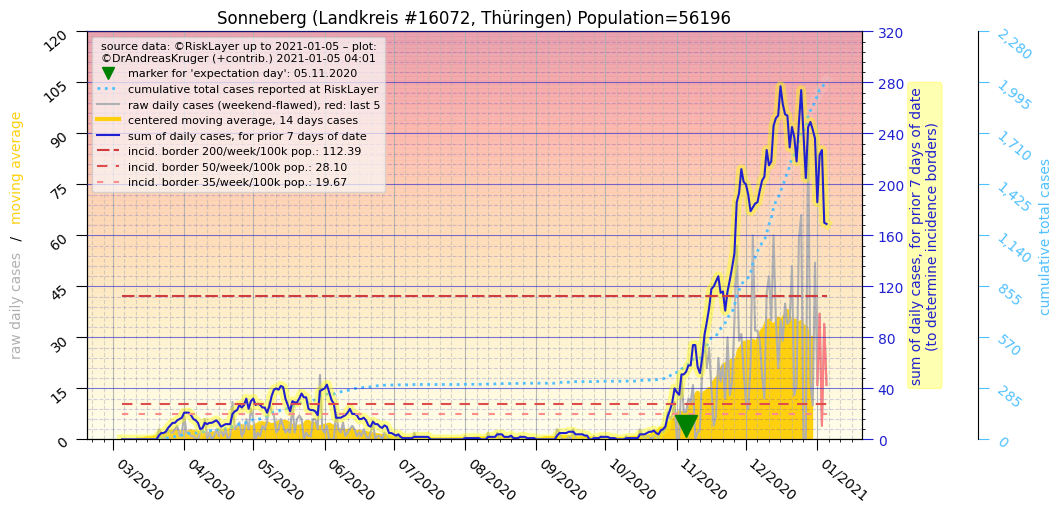 Sonneberg (Landkreis #16072, Thüringen) Population=56196
source data: ©RiskLayer up to 2021-01-05 – plot:
©DrAndreasKruger (+contrib.) 2021-01-05 04:01
marker for 'expectation day': 05.11.2020
cumulative total cases reported at RiskLayer
raw daily cases (weekend-flawed), red: last 5
centered moving average, 14 days cases
sum of daily cases, for prior 7 days of date
incid. border 200/week/100k pop.: 112.39
incid. border 50/week/100k pop.: 28.10
incid. border 35/week/100k pop.: 19.67
raw daily cases / moving average
120
105
90
75
60
45
30
15
0
03/2020
04/2020
05/2020
06/2020
07/2020
08/2020
09/2020
10/2020
11/2020
12/2020
01/2021
320
280
240
200
160
120
80
40
0
sum of daily cases, for prior 7 days of date
(to determine incidence borders)
2,280
1,995
1,710
1,425
1,140
855
570
285
0
cumulative total cases